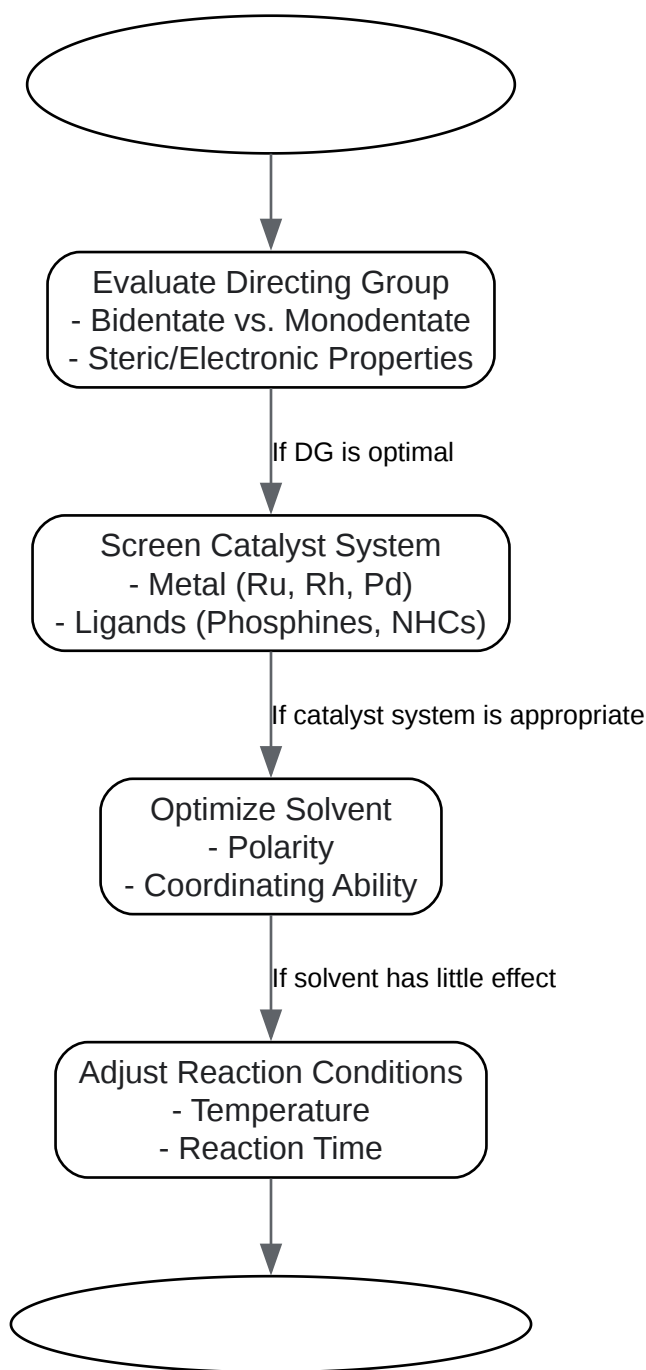 Evaluate Directing Group
- Bidentate vs. Monodentate
- Steric/Electronic Properties
If DG is optimal
Screen Catalyst System
- Metal (Ru, Rh, Pd)
- Ligands (Phosphines, NHCs)
If catalyst system is appropriate
Optimize Solvent
- Polarity
- Coordinating Ability
If solvent has little effect
Adjust Reaction Conditions
- Temperature
- Reaction Time